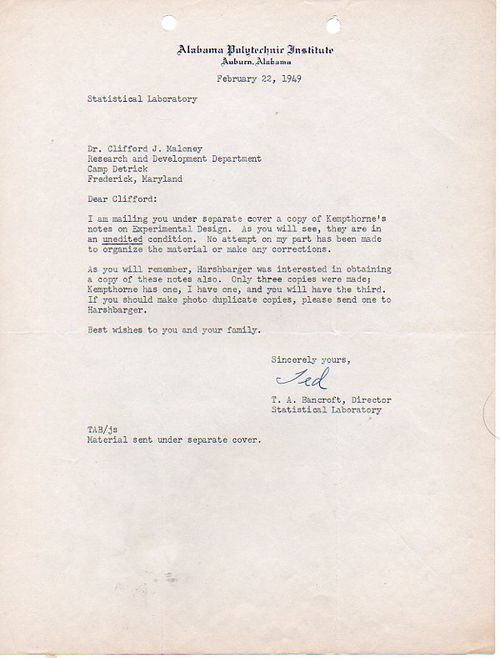 Alabama Polytechnic Institute
Auburn, Alabama
February 22, 1949
Statistical Laboratory
Dr. Clifford J. Maloney
Research and Development Department
Camp Detrick
Frederick, Maryland
Dear Clifford:
I am mailing you under separate cover a copy of Kempthorne's
notes on Experimental Design. As you will see, they are in
an unedited condition. No attempt on my part has been made
to organize the material or make any corrections.
As you will remember, Harshbarger was interested in obtaining
a copy of these notes also. Only three copies were made;
Kempthorne has one, I have one, and you will have the third.
If you should make photo duplicate copies, please send one to
Harshbarger.
Best wishes to you and your family.
Sincerely yours,
Ted
T. A. Bancroft, Director
Statistical Laboratory
TAB/js
Material sent under separate cover.